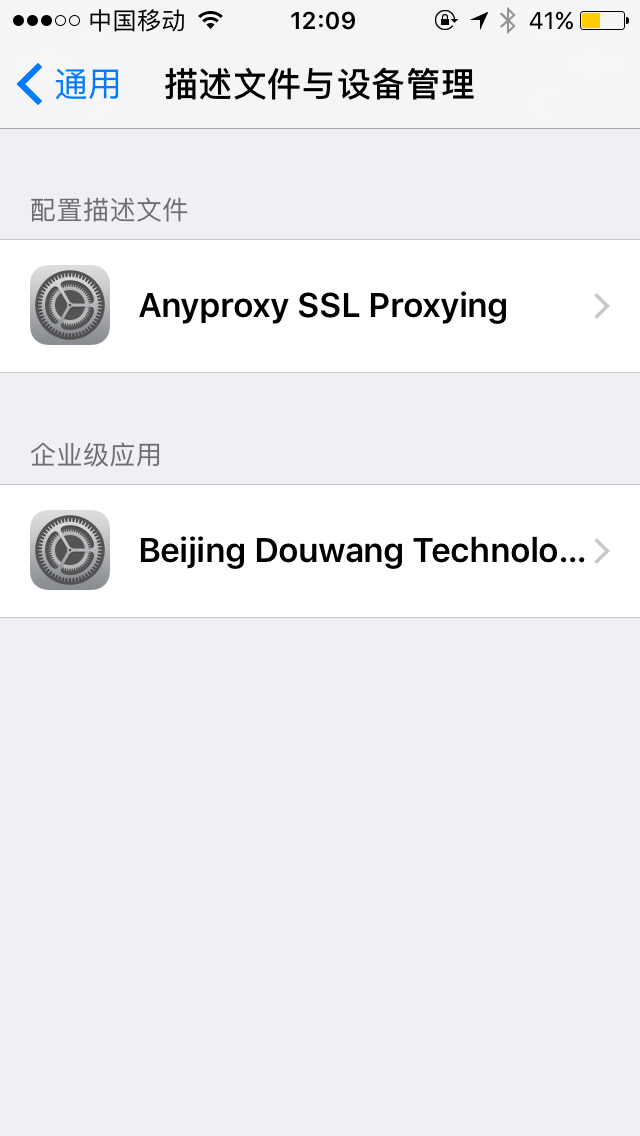 中国移动 12:09 41%
通用 描述文件与设备管理
配置描述文件
Anyproxy SSL Proxying
企业级应用
Beijing Douwang Technolo...